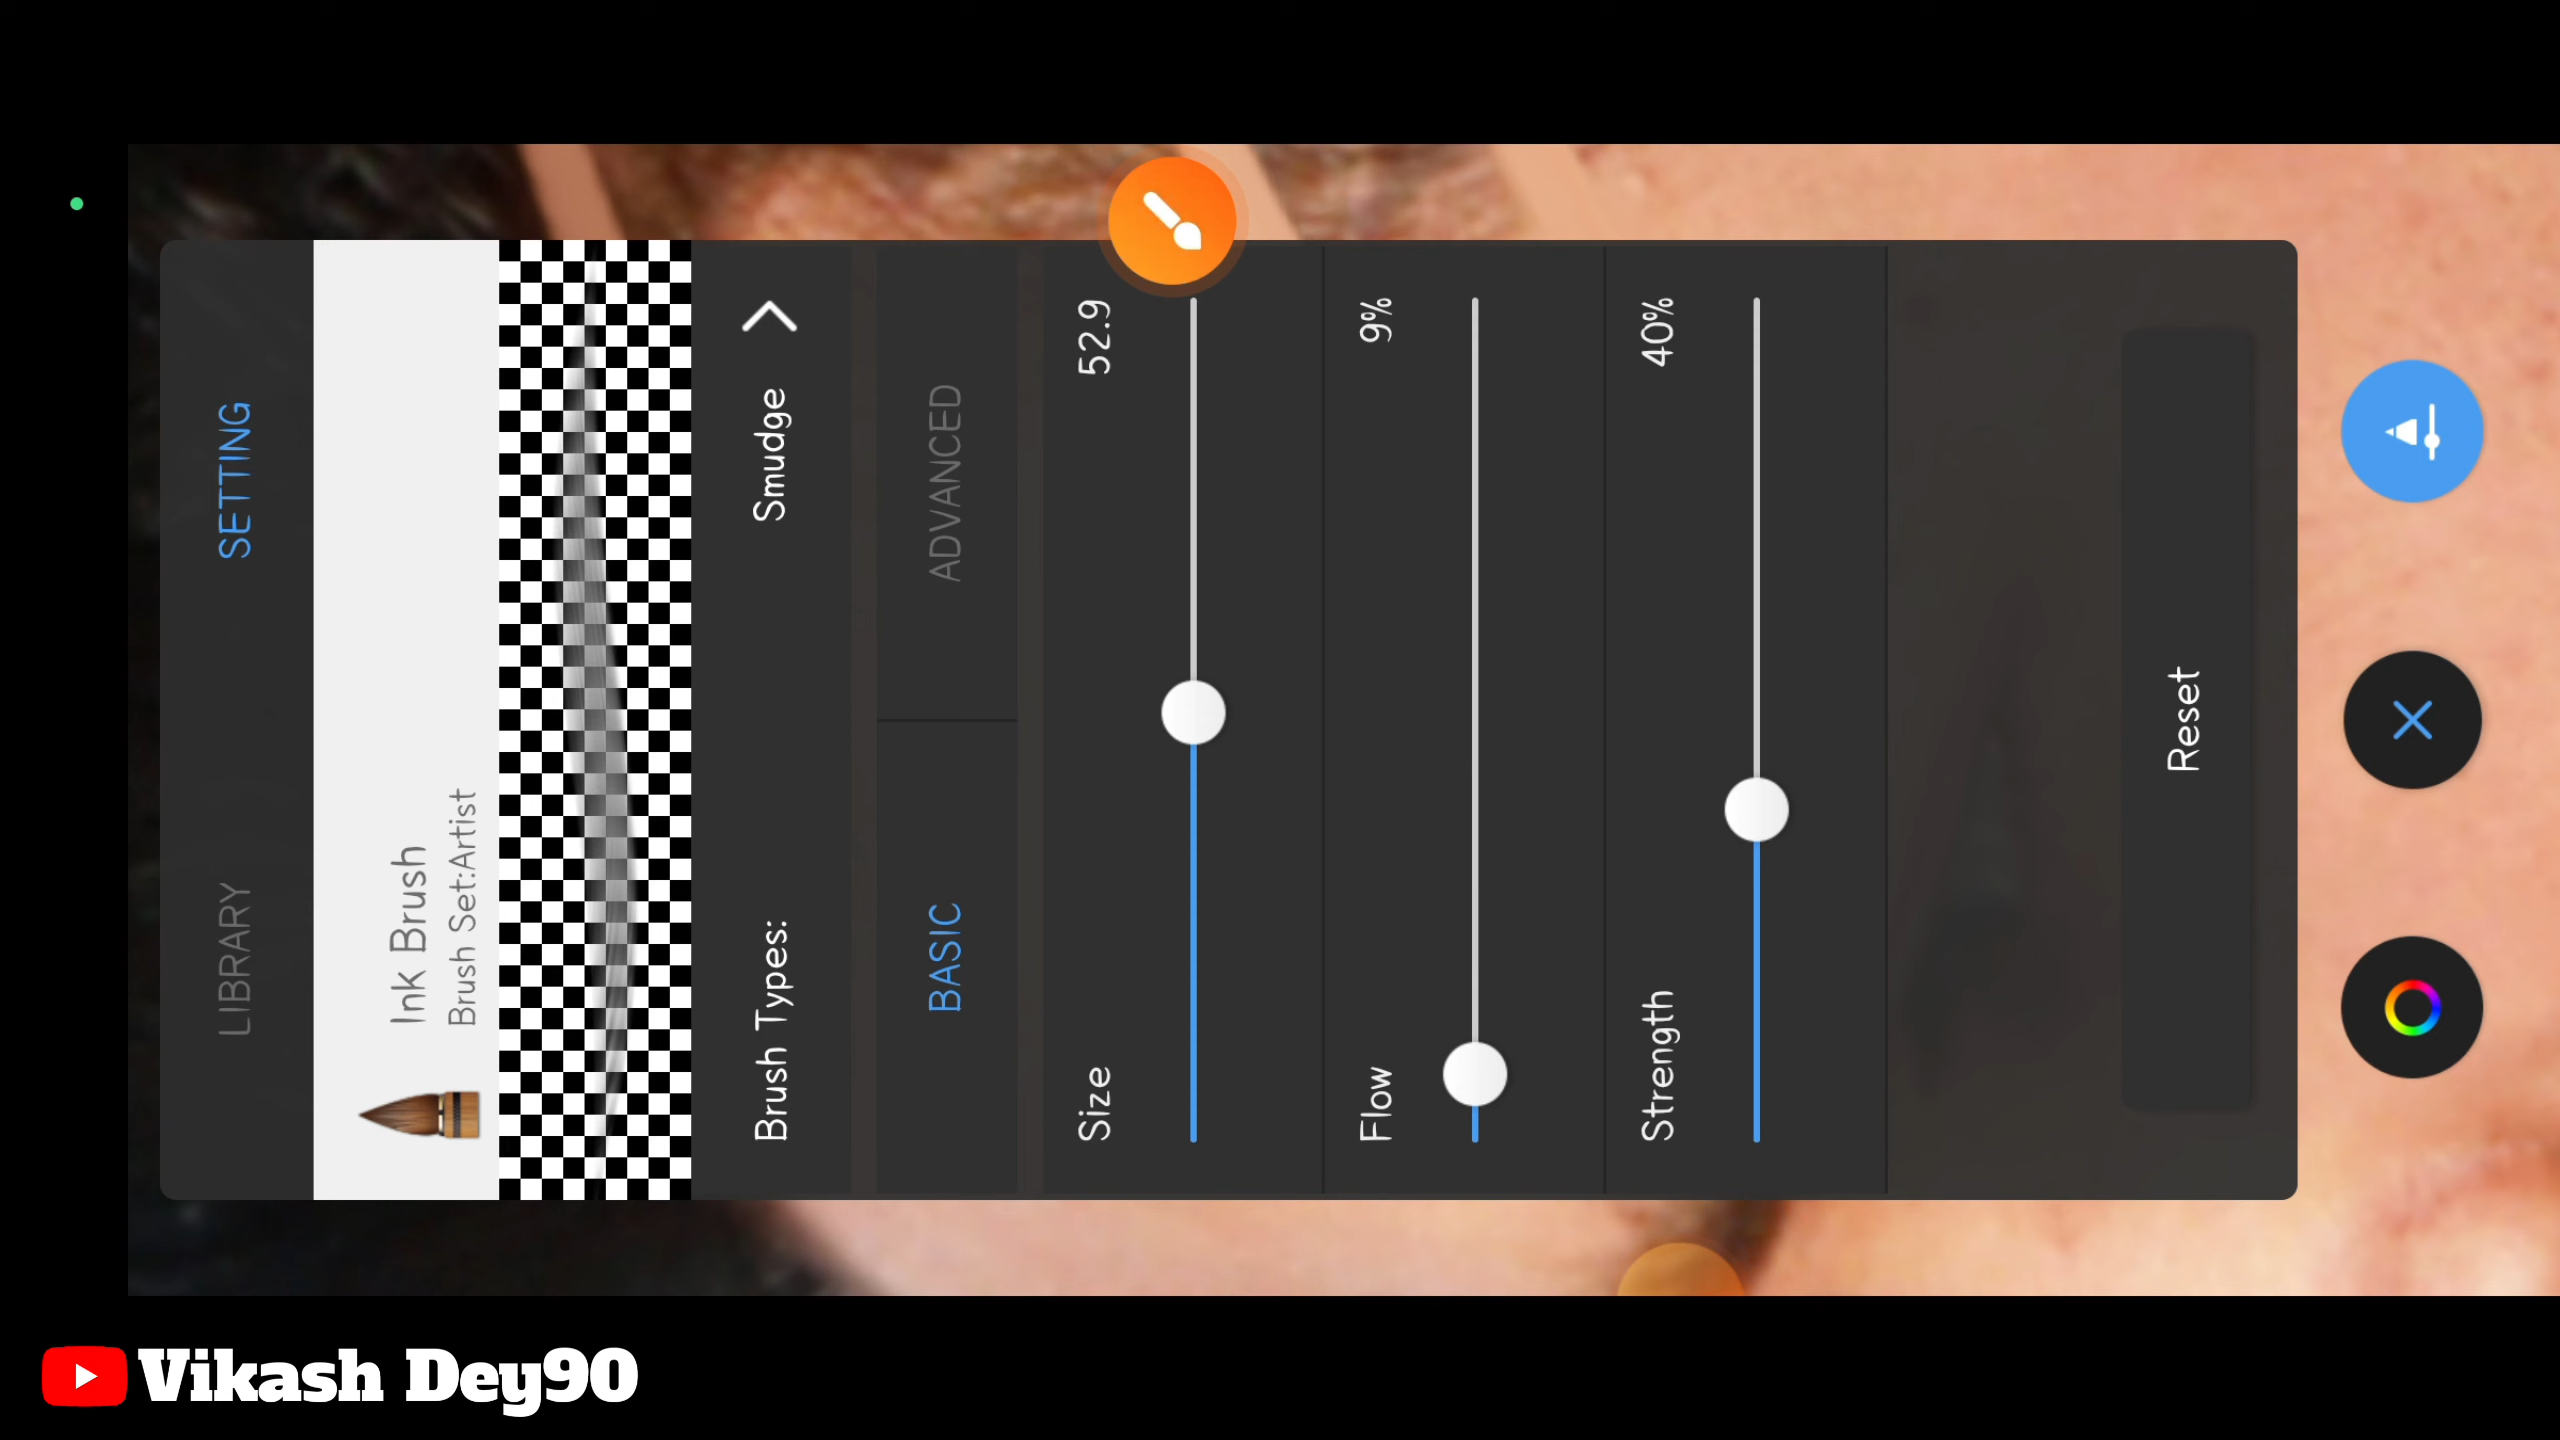 LIBRARY SETTING
Ink Brush
Brush Set:Artist
Brush Types: Smudge
BASIC ADVANCED
Size 52.9
Flow 9%
Strength 40%
Reset
Vikash Dey90